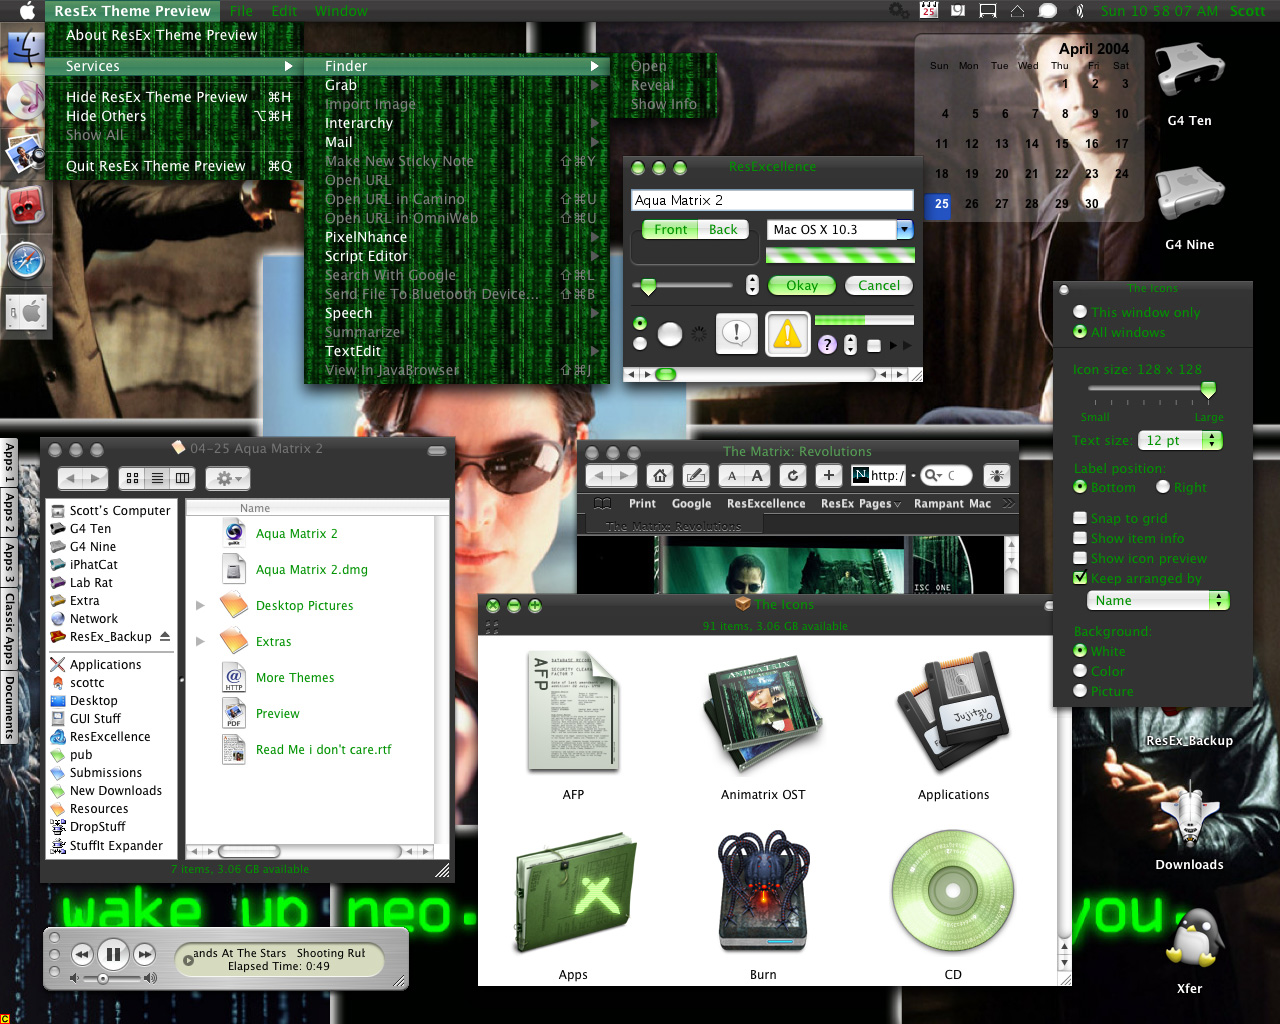 ResEx Theme Preview File Edit Window
25
Sun 10 58 07 AM Scott
About ResEx Theme Preview
Services
Hide ResEx Theme Preview ⌘H
Hide Others ⌥⌘H
Show All
Quit ResEx Theme Preview ⌘Q
Finder
Grab
Import Image
Interarchy
Mail
Make New Sticky Note ⇧⌘Y
Open URL
Open URL in Camino ⇧⌘U
Open URL in OmniWeb ⇧⌘U
PixelNhance
Script Editor
Search With Google ⇧⌘L
Send File To Bluetooth Device... ⇧⌘B
Speech
Summarize
TextEdit
View In JavaBrowser ⇧⌘J
Open
Reveal
Show Info
April 2004
Sun Mon Tue Wed Thu Fri Sat
1 2 3
4 5 6 7 8 9 10
11 12 13 14 15 16 17
18 19 20 21 22 23 24
25 26 27 28 29 30
G4 Ten
G4 Nine
ResExcellence
Aqua Matrix 2
Front Back
Mac OS X 10.3
Okay Cancel
The Icons
This window only
All windows
Icon size: 128 x 128
Small Large
Text size: 12 pt
Label position:
Bottom Right
Snap to grid
Show item info
Show icon preview
Keep arranged by
Name
Background:
White
Color
Picture
Apps 1
Apps 2
Apps 3
Classic Apps
Documents
04-25 Aqua Matrix 2
Name
Scott's Computer
G4 Ten
G4 Nine
iPhatCat
Lab Rat
Extra
Network
ResEx_Backup
Applications
scottc
Desktop
GUI Stuff
ResExcellence
pub
Submissions
New Downloads
Resources
DropStuff
StuffIt Expander
Aqua Matrix 2
Aqua Matrix 2.dmg
Desktop Pictures
Extras
More Themes
Preview
Read Me i don't care.rtf
HTTP
PDF
7 items, 3.06 GB available
The Matrix: Revolutions
A A
http:/
C
Print Google ResExcellence ResEx Pages Rampant Mac
The Matrix: Revolutions
The Icons
91 items, 3.06 GB available
AFP
ANIMATRIX
Jujitzu 2.0
AFP
Animatrix OST
Applications
Apps
Burn
CD
ResEx_Backup
Downloads
Xfer
wake up neo.
you.
ands At The Stars Shooting Rub
Elapsed Time: 0:49